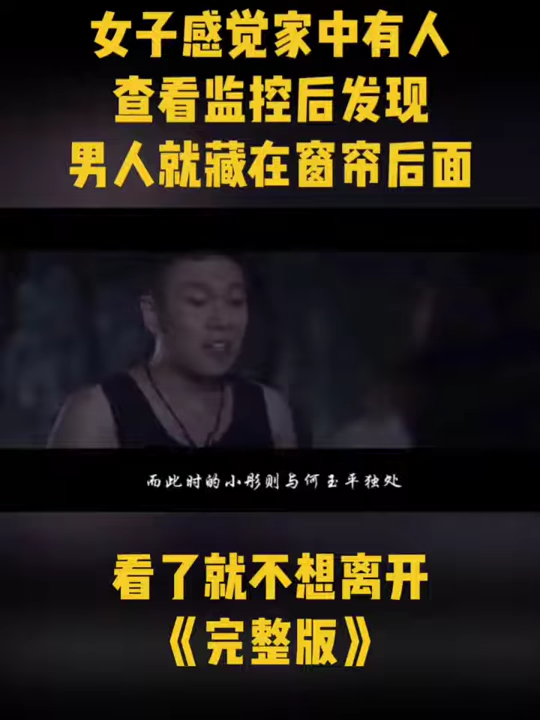 女子感觉家中有人
查看监控后发现
男人就藏在窗帘后面
而此时的小彤则与何玉平独处
看了就不想离开
《完整版》